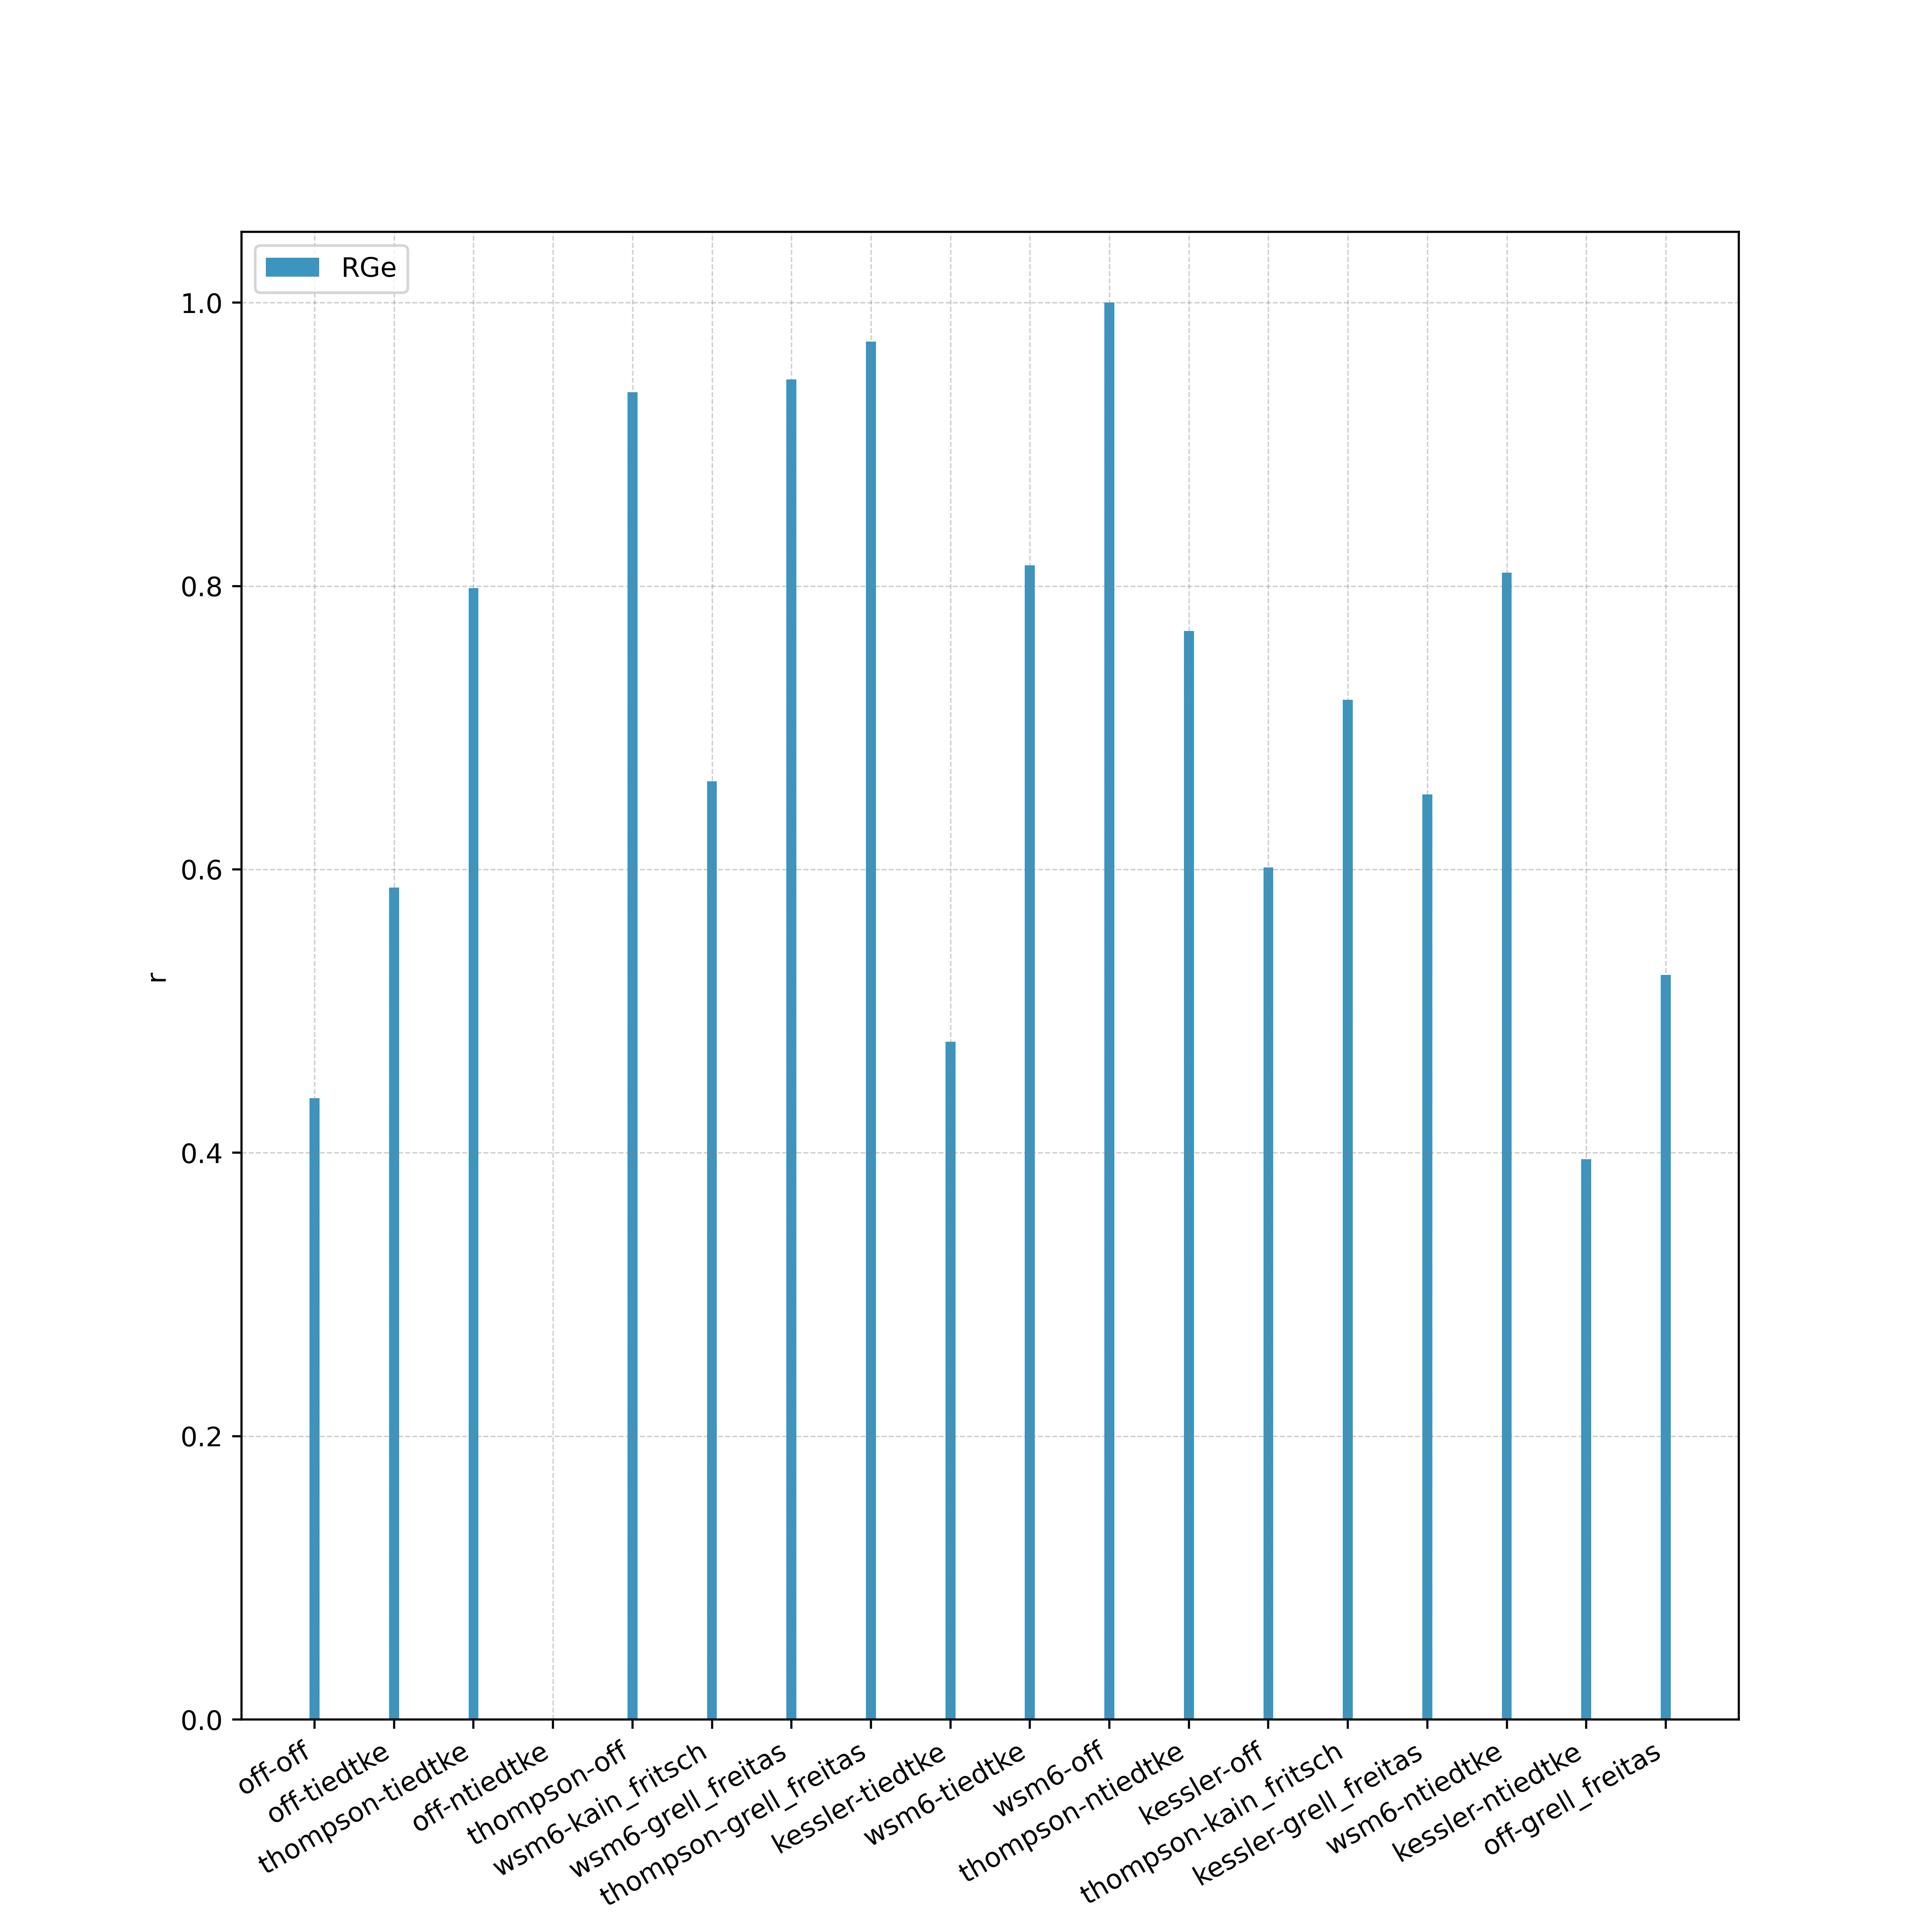 RGe
1.0
0.8
0.6
0.4
0.2
0.0
r
off-off
off-tiedtke
thompson-tiedtke
off-ntiedtke
thompson-off
wsm6-kain_fritsch
wsm6-grell_freitas
thompson-grell_freitas
kessler-tiedtke
wsm6-tiedtke
wsm6-off
thompson-ntiedtke
kessler-off
thompson-kain_fritsch
kessler-grell_freitas
wsm6-ntiedtke
kessler-ntiedtke
off-grell_freitas